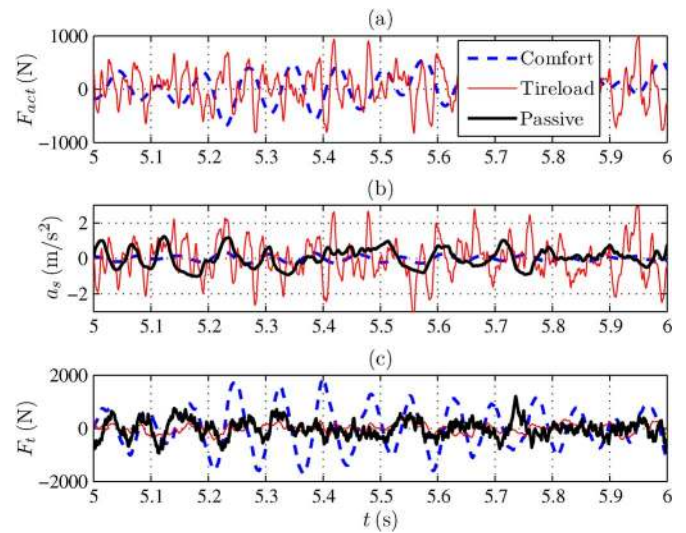 (a)
1000
0
−1000
F_act (N)
Comfort
Tireload
Passive
5 5.1 5.2 5.3 5.4 5.5 5.6 5.7 5.8 5.9 6
(b)
2
0
−2
a_s (m/s²)
5 5.1 5.2 5.3 5.4 5.5 5.6 5.7 5.8 5.9 6
(c)
2000
0
−2000
F_t (N)
5 5.1 5.2 5.3 5.4 5.5 5.6 5.7 5.8 5.9 6
t (s)